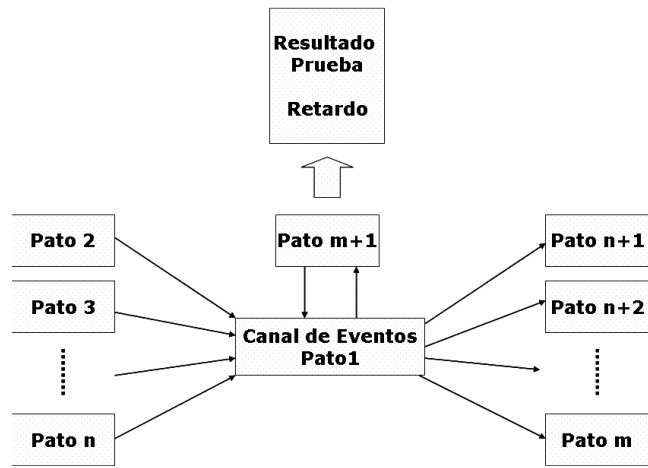 Resultado
Prueba
Retardo
Pato 2
Pato m+1
Pato n+1
Pato 3
Pato n+2
Canal de Eventos
Pato1
Pato n
Pato m